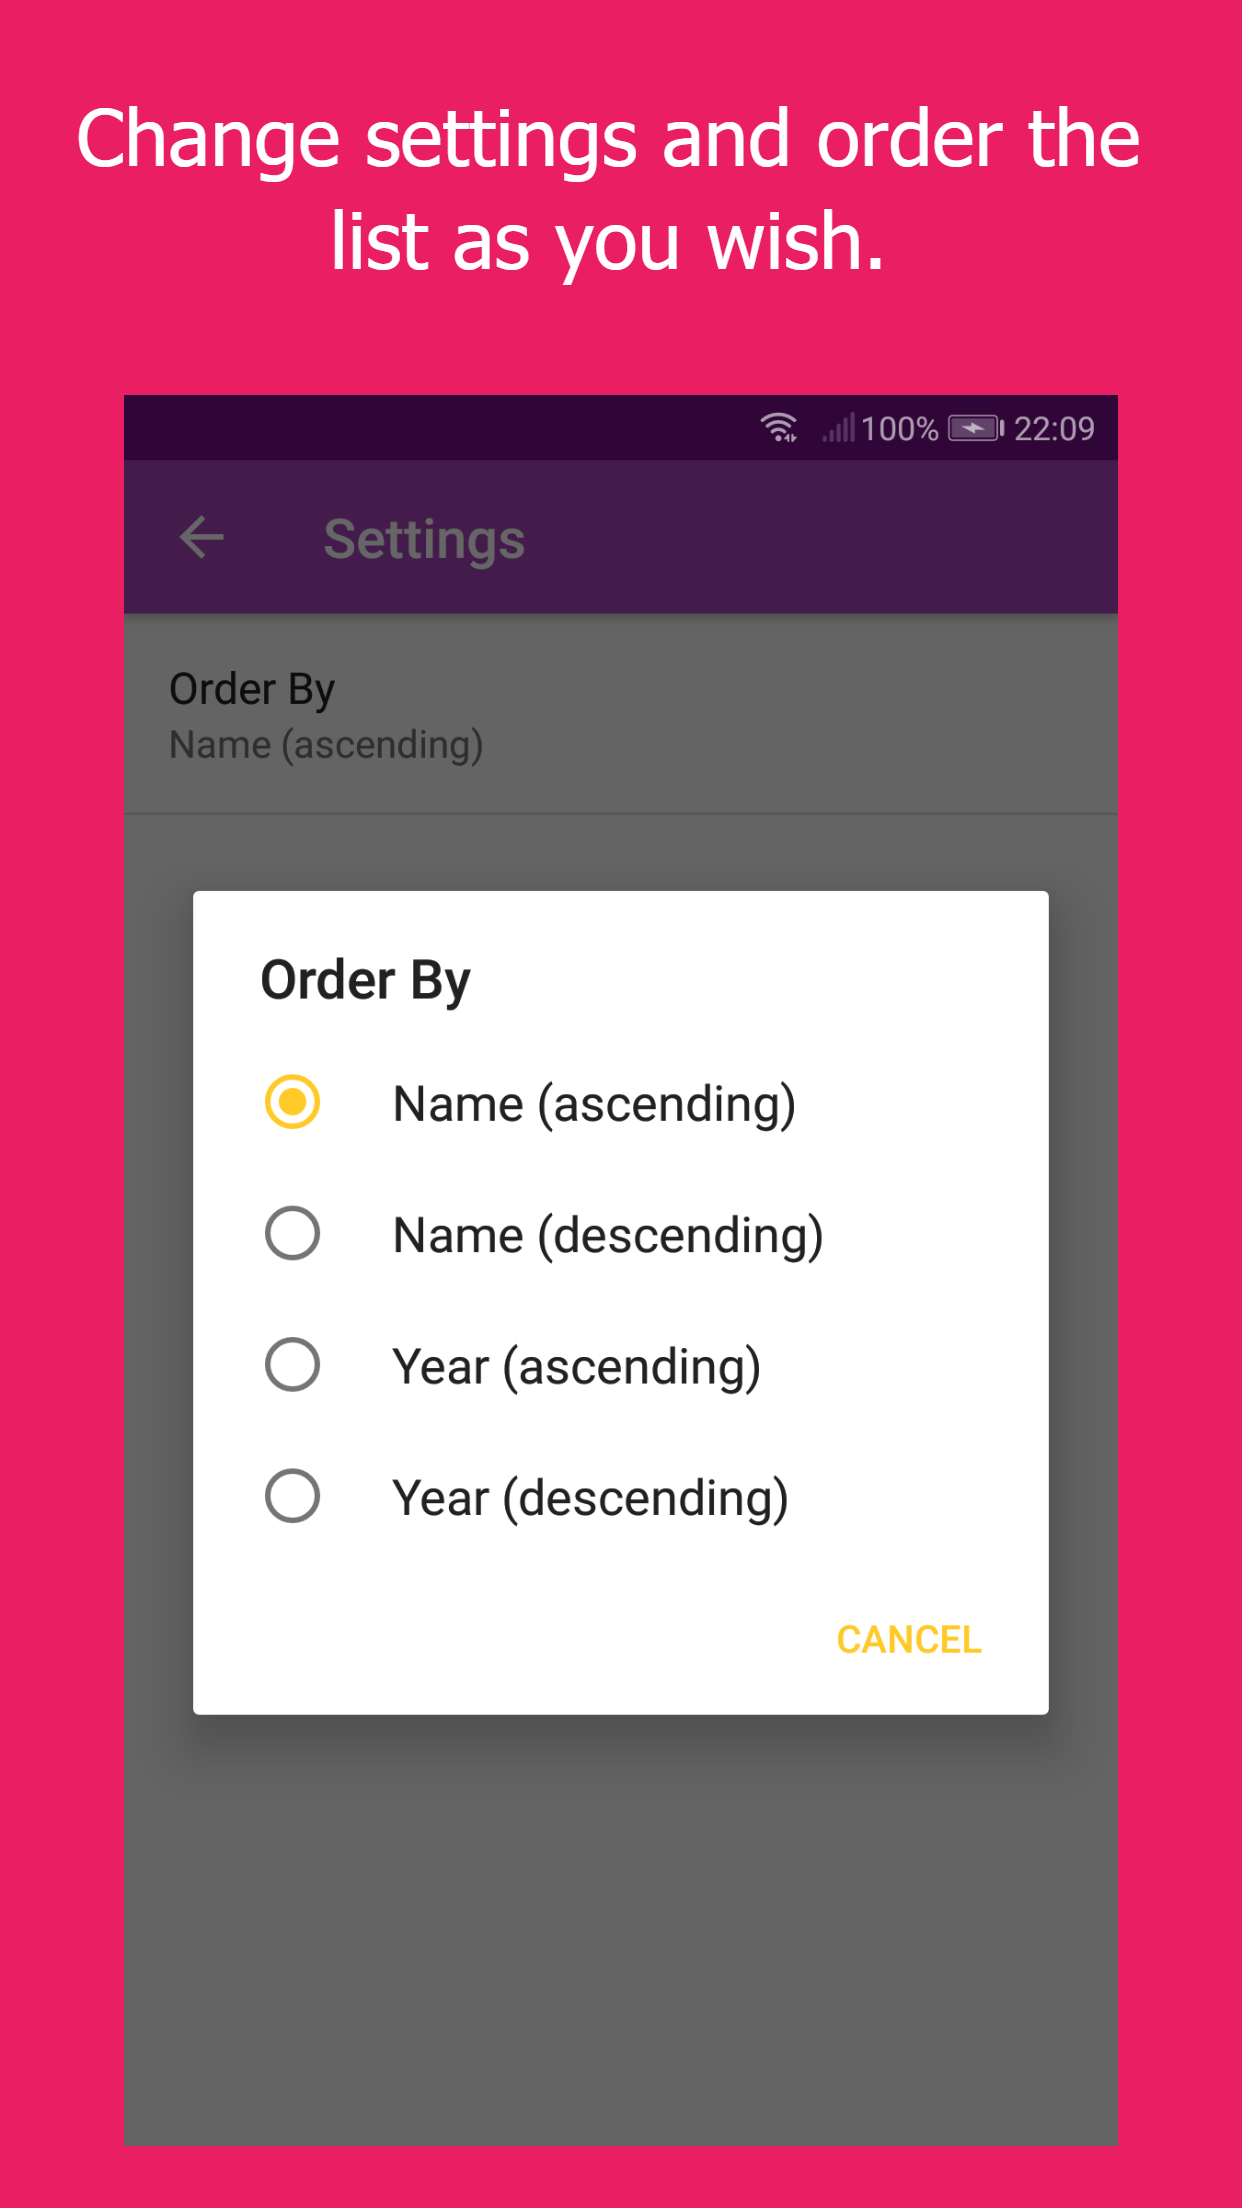 Change settings and order the
list as you wish.
100% 22:09
Settings
Order By
Name (ascending)
Order By
Name (ascending)
Name (descending)
Year (ascending)
Year (descending)
CANCEL